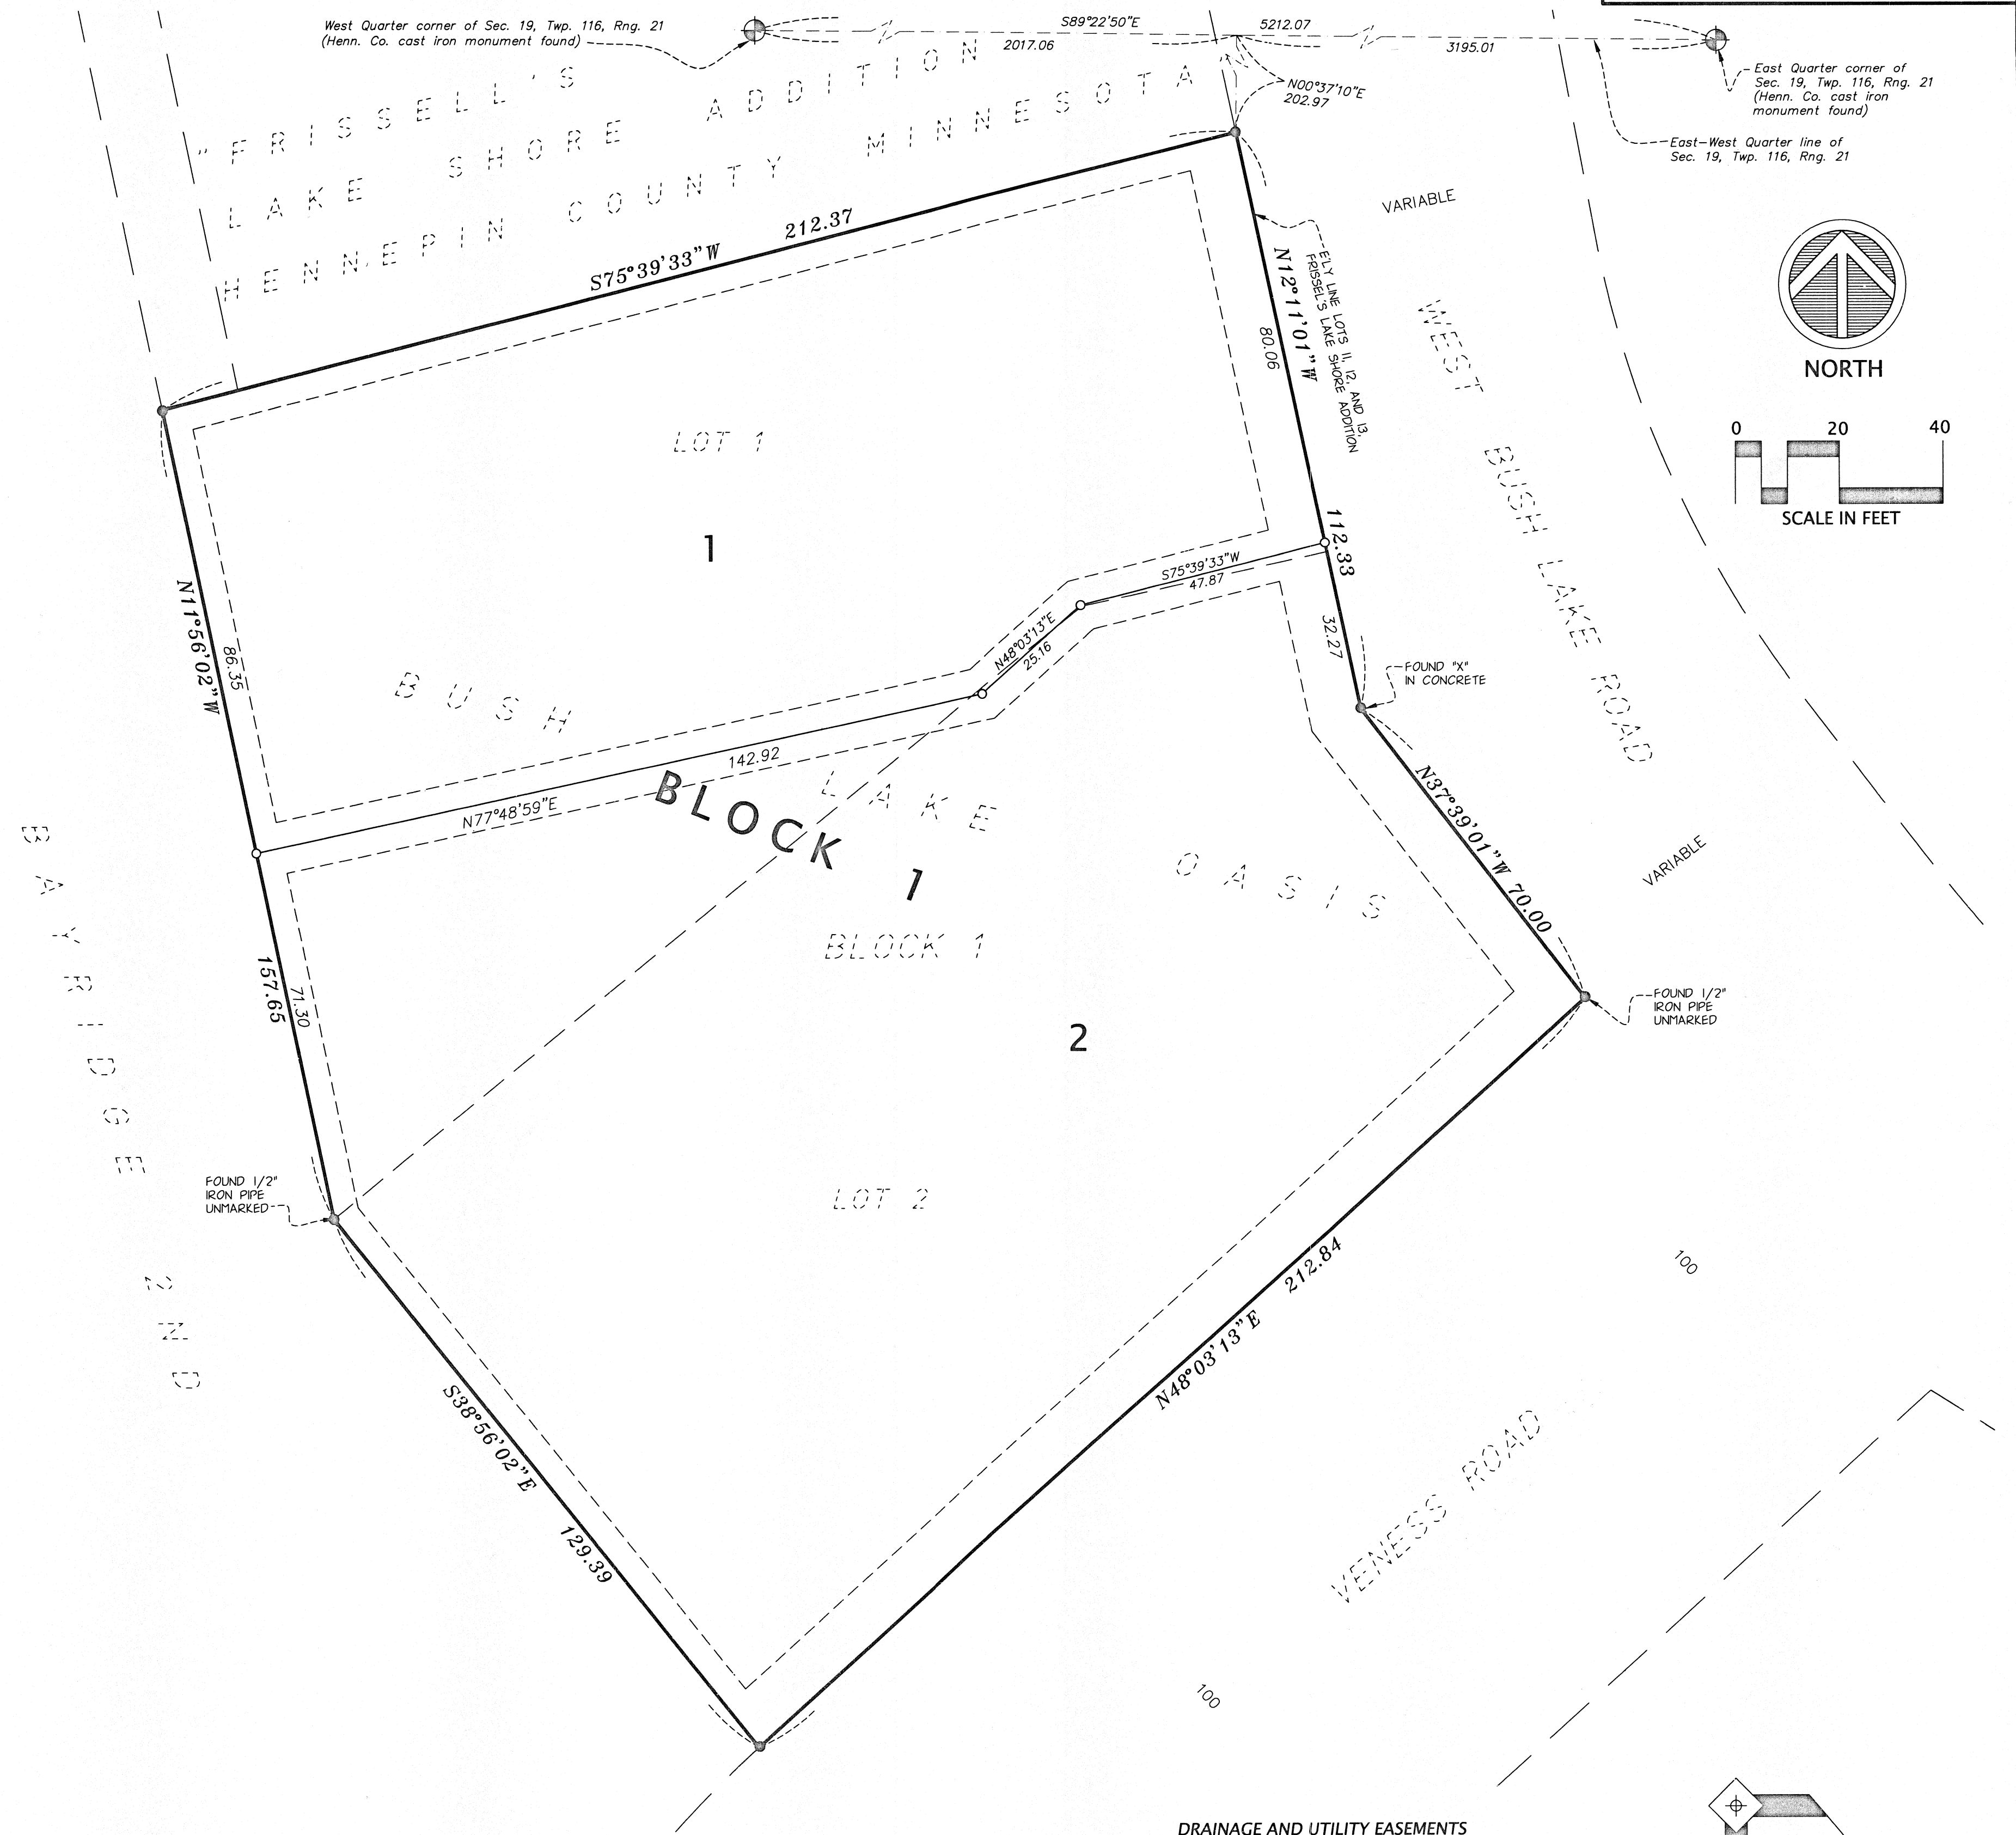 West Quarter corner of Sec. 19, Twp. 116, Rng. 21
(Henn. Co. cast iron monument found)
S89°22'50"E
5212.07
2017.06
3195.01
N00°37'10"E
202.97
East Quarter corner of
Sec. 19, Twp. 116, Rng. 21
(Henn. Co. cast iron
monument found)
East-West Quarter line of
Sec. 19, Twp. 116, Rng. 21
"FRISSELL'S
LAKE SHORE ADDITION
HENNEPIN COUNTY MINNESOTA
VARIABLE
NORTH
0 20 40
SCALE IN FEET
S75°39'33"W 212.37
E'LY LINE LOTS 11, 12, AND 13,
FRISSEL'S LAKE SHORE ADDITION
N12°11'01"W
80.06
112.33
32.27
WEST BUSH LAKE ROAD
LOT 1
1
N11°56'02"W
86.35
S75°39'33"W
47.87
N48°03'13"E
25.16
FOUND "X"
IN CONCRETE
BUSH LAKE OASIS
142.92
N77°48'59"E
BLOCK 1
BLOCK 1
N37°39'01"W 70.00
VARIABLE
BAYRIDGE 2ND
157.65
71.30
2
FOUND 1/2"
IRON PIPE
UNMARKED
FOUND 1/2"
IRON PIPE
UNMARKED
LOT 2
100
N48°03'13"E 212.84
S38°56'02"E
129.39
VENESS ROAD
100
DRAINAGE AND UTILITY EASEMENTS